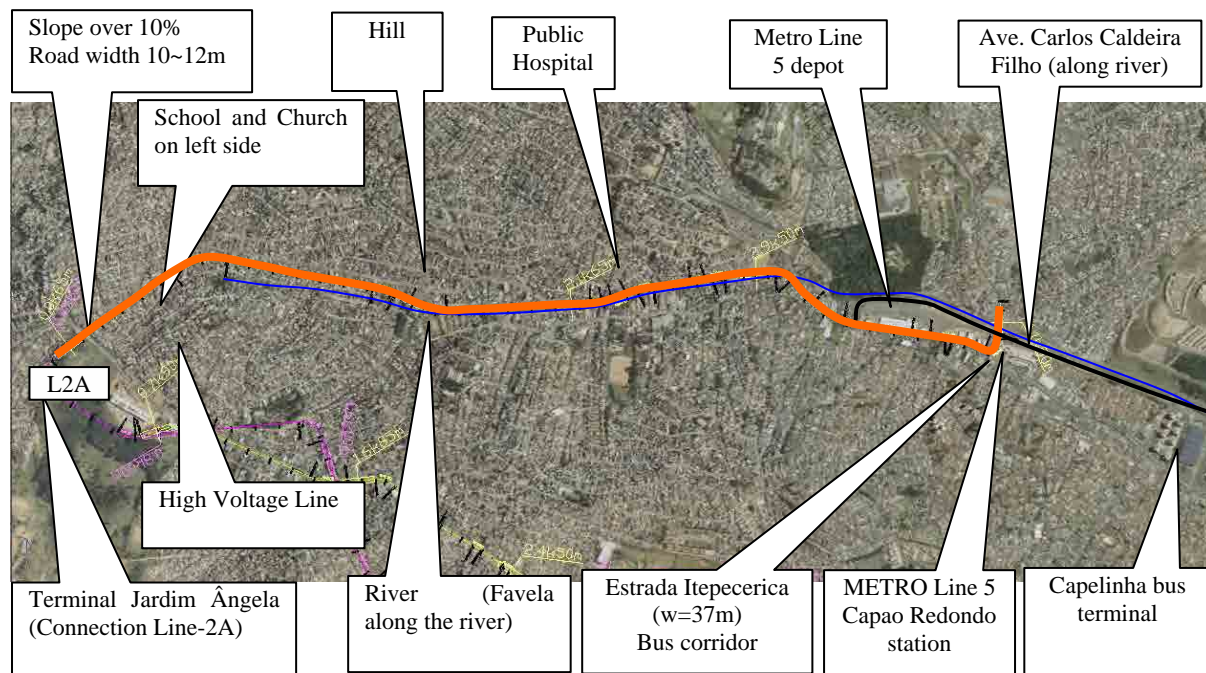 Slope over 10%
Road width 10~12m
Hill
Public
Hospital
Metro Line
5 depot
Ave. Carlos Caldeira
Filho (along river)
School and Church
on left side
L2A
High Voltage Line
2.4k50m
Terminal Jardim Ângela
(Connection Line-2A)
River (Favela
along the river)
Estrada Itepecerica
(w=37m)
Bus corridor
METRO Line 5
Capao Redondo
station
Capelinha bus
terminal